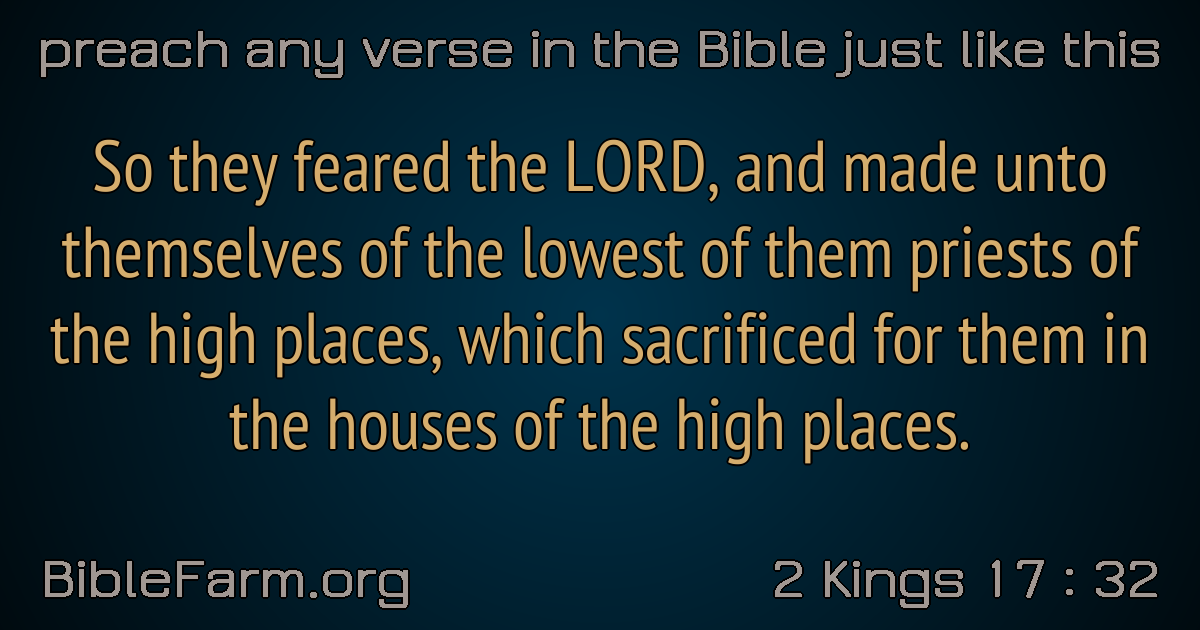 preach any verse in the Bible just like this
So they feared the LORD, and made unto
themselves of the lowest of them priests of
the high places, which sacrificed for them in
the houses of the high places.
BibleFarm.org
2 Kings 17 : 32